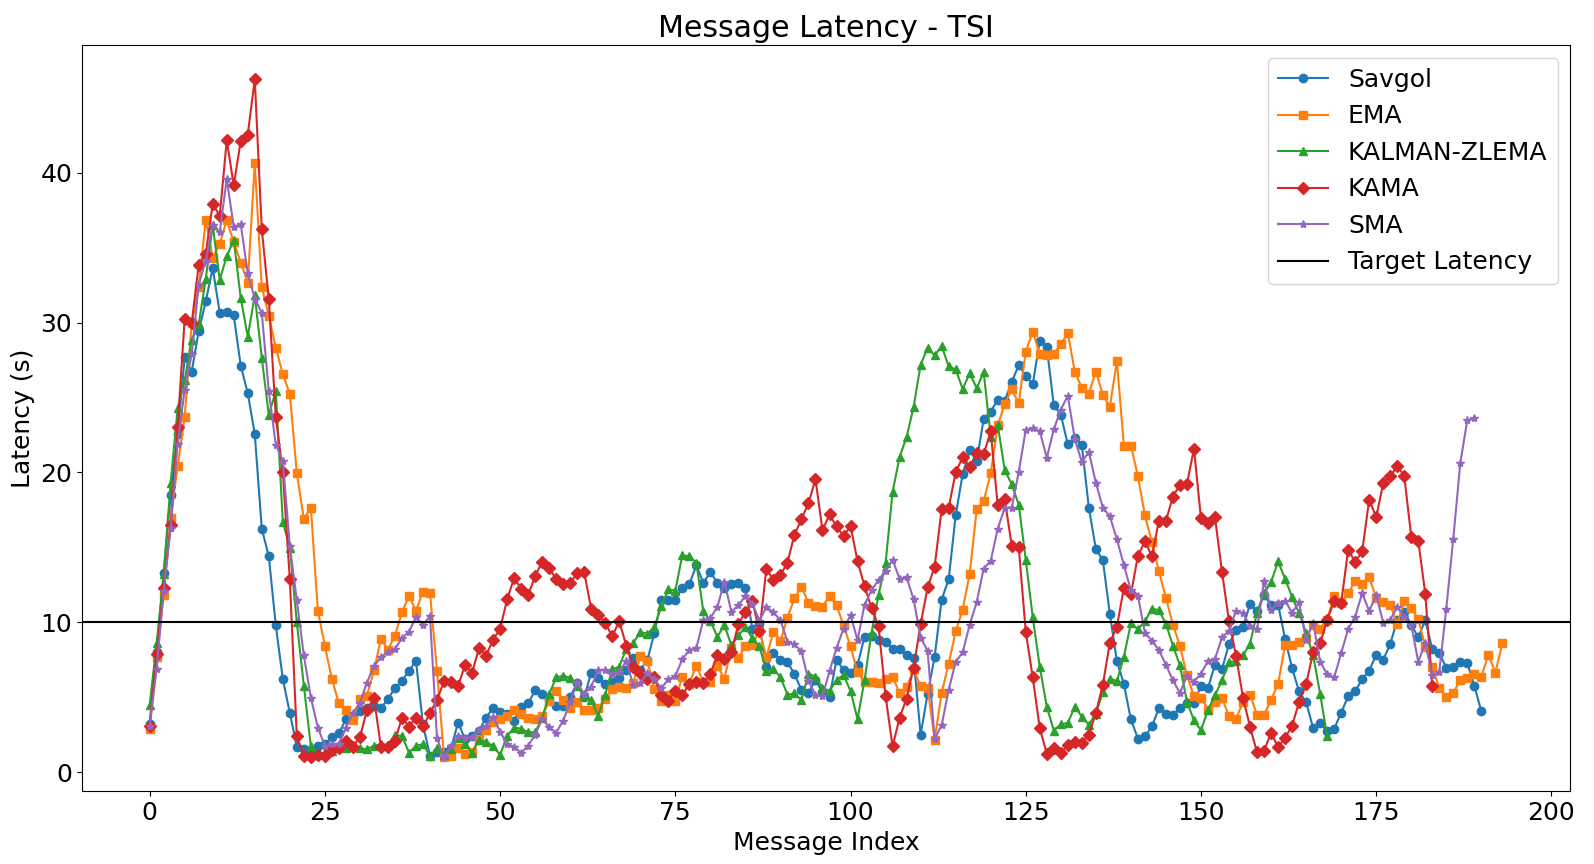 Message Latency - TSI
Savgol
EMA
KALMAN-ZLEMA
KAMA
SMA
Target Latency
Latency (s)
40
30
20
10
0
0 25 50 75 100 125 150 175 200
Message Index